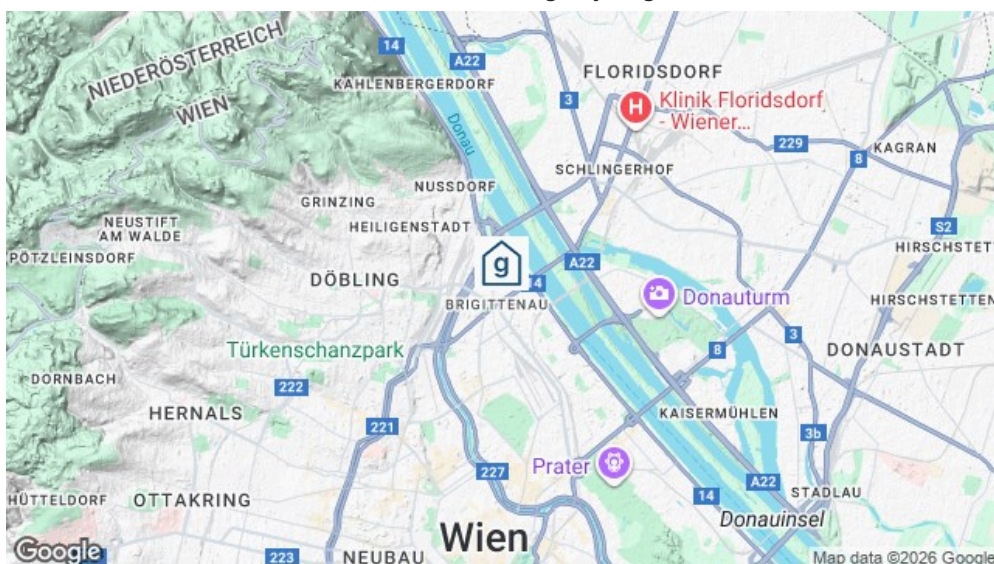 14
A22
NIEDERÖSTERREICH
WIEN
KAHLENBERGERDORF
FLORIDSDORF
3
H
Klinik Floridsdorf
- Wiener...
Donau
229
8
KAGRAN
SCHLINGERHOF
NUSSDORF
GRINZING
NEUSTIFT
AM WALDE
HEILIGENSTADT
S2
HIRSCHSTET
PÖTZLEINSDORF
g
A22
DÖBLING
14
BRIGITTENAU
Donauturm
HIRSCHSTETTEN
3
Türkenschanzpark
8
DONAUSTADT
DORNBACH
222
HERNALS
221
KAISERMÜHLEN
3b
Prater
227
A22
HÜTTELDORF
OTTAKRING
14
STADLAU
Donauinsel
Wien
Google
223
NEUBAU
Map data ©2026 Google